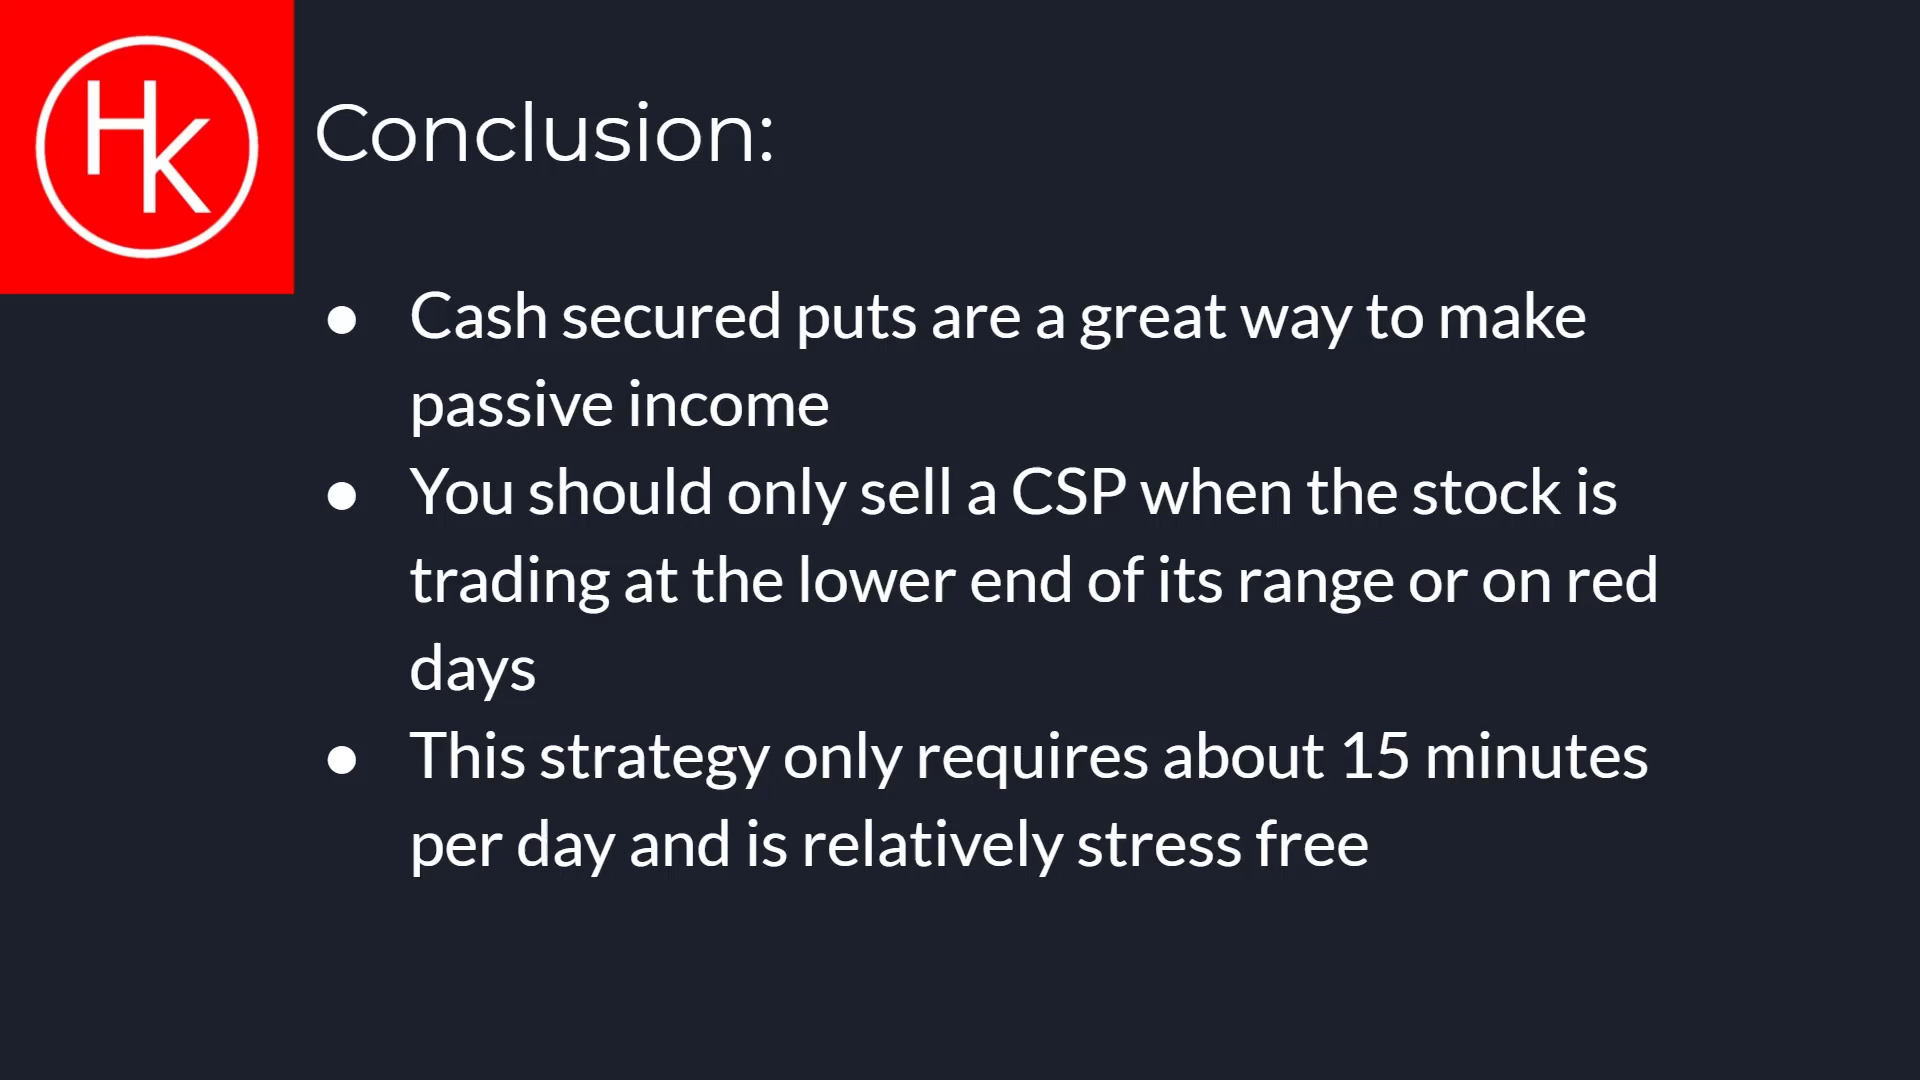 HK
Conclusion:
● Cash secured puts are a great way to make
passive income
● You should only sell a CSP when the stock is
trading at the lower end of its range or on red
days
● This strategy only requires about 15 minutes
per day and is relatively stress free